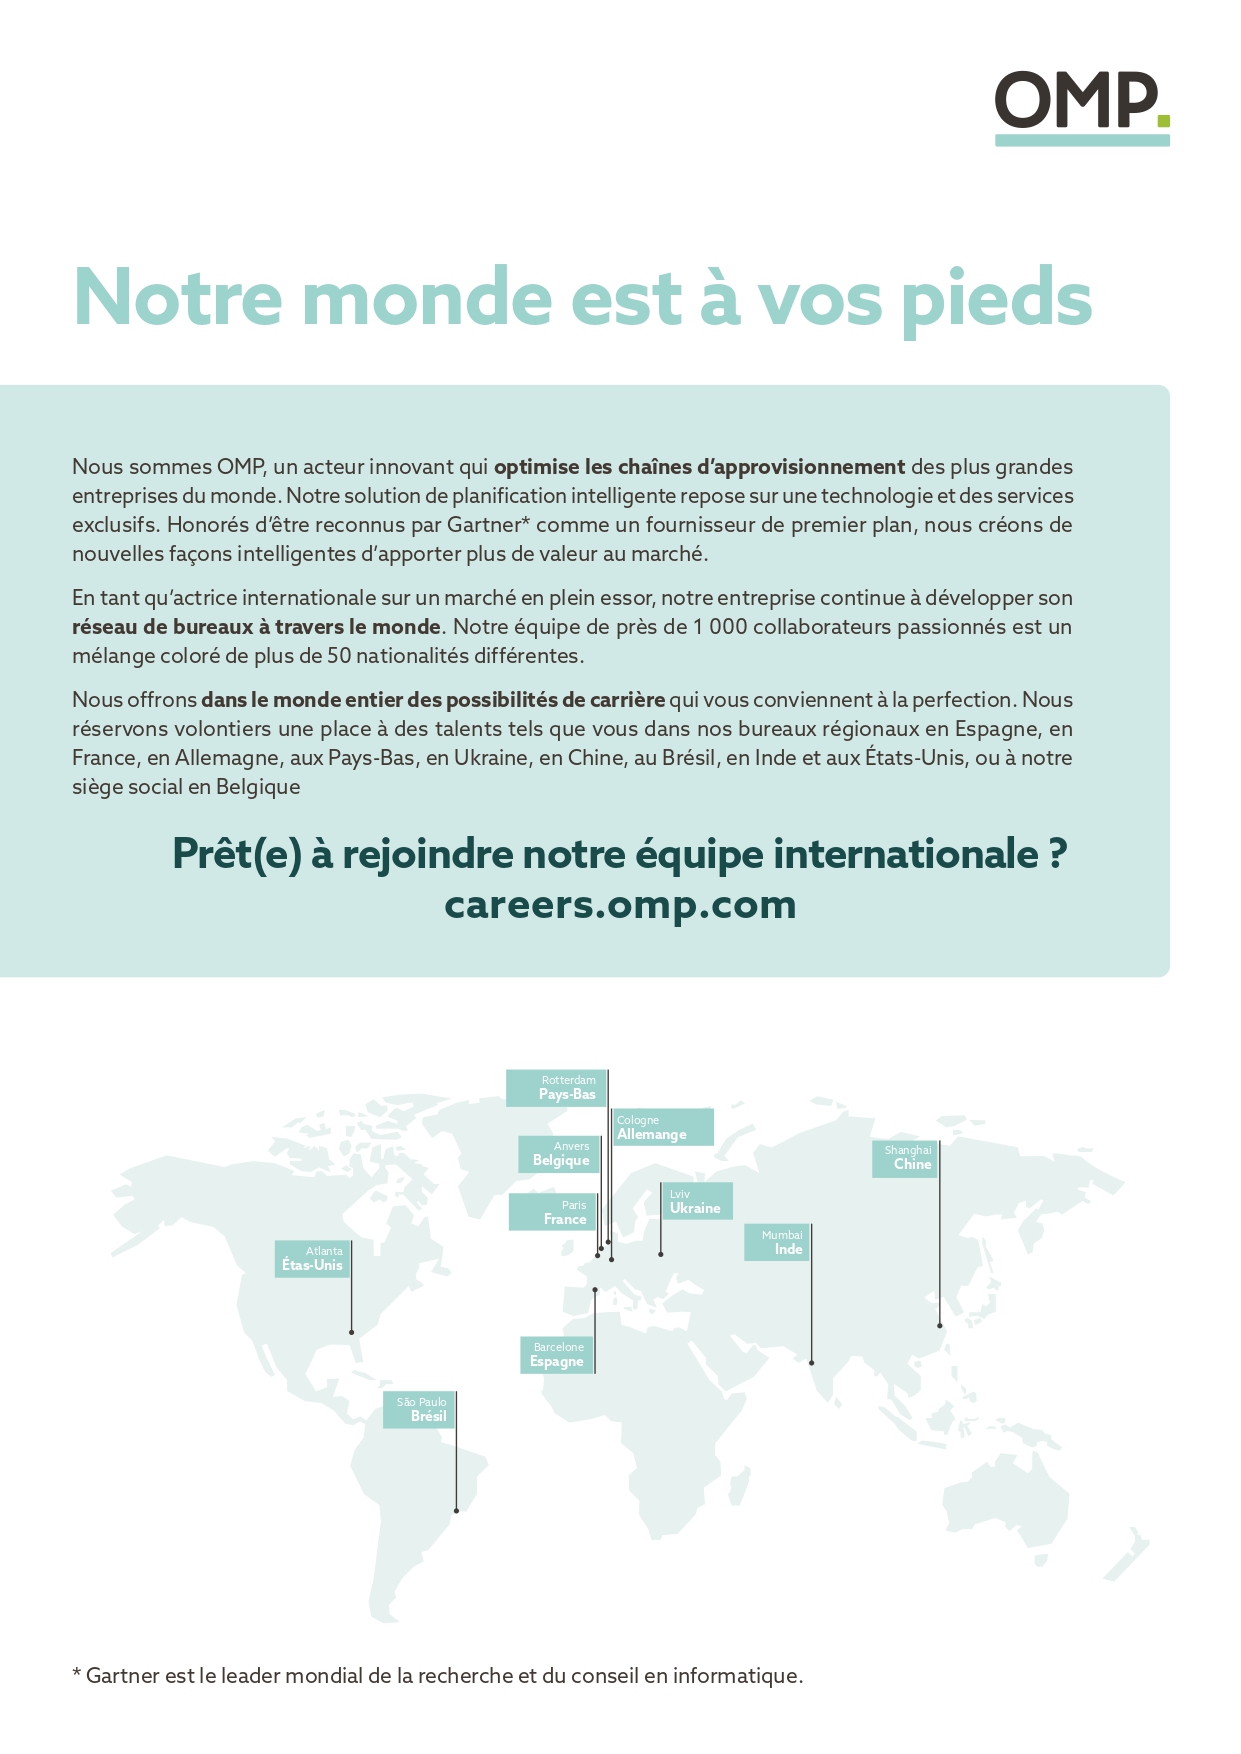 OMP.
Notre monde est à vos pieds
Nous sommes OMP, un acteur innovant qui optimise les chaînes d’approvisionnement des plus grandes
entreprises du monde. Notre solution de planification intelligente repose sur une technologie et des services
exclusifs. Honorés d’être reconnus par Gartner* comme un fournisseur de premier plan, nous créons de
nouvelles façons intelligentes d’apporter plus de valeur au marché.
En tant qu’actrice internationale sur un marché en plein essor, notre entreprise continue à développer son
réseau de bureaux à travers le monde. Notre équipe de près de 1 000 collaborateurs passionnés est un
mélange coloré de plus de 50 nationalités différentes.
Nous offrons dans le monde entier des possibilités de carrière qui vous conviennent à la perfection. Nous
réservons volontiers une place à des talents tels que vous dans nos bureaux régionaux en Espagne, en
France, en Allemagne, aux Pays-Bas, en Ukraine, en Chine, au Brésil, en Inde et aux États-Unis, ou à notre
siège social en Belgique
Prêt(e) à rejoindre notre équipe internationale ?
careers.omp.com
Rotterdam
Pays-Bas
Cologne
Allemange
Anvers
Belgique
Shanghai
Chine
Lviv
Ukraine
Paris
France
Mumbai
Inde
Atlanta
Étas-Unis
Barcelone
Espagne
São Paulo
Brésil
* Gartner est le leader mondial de la recherche et du conseil en informatique.